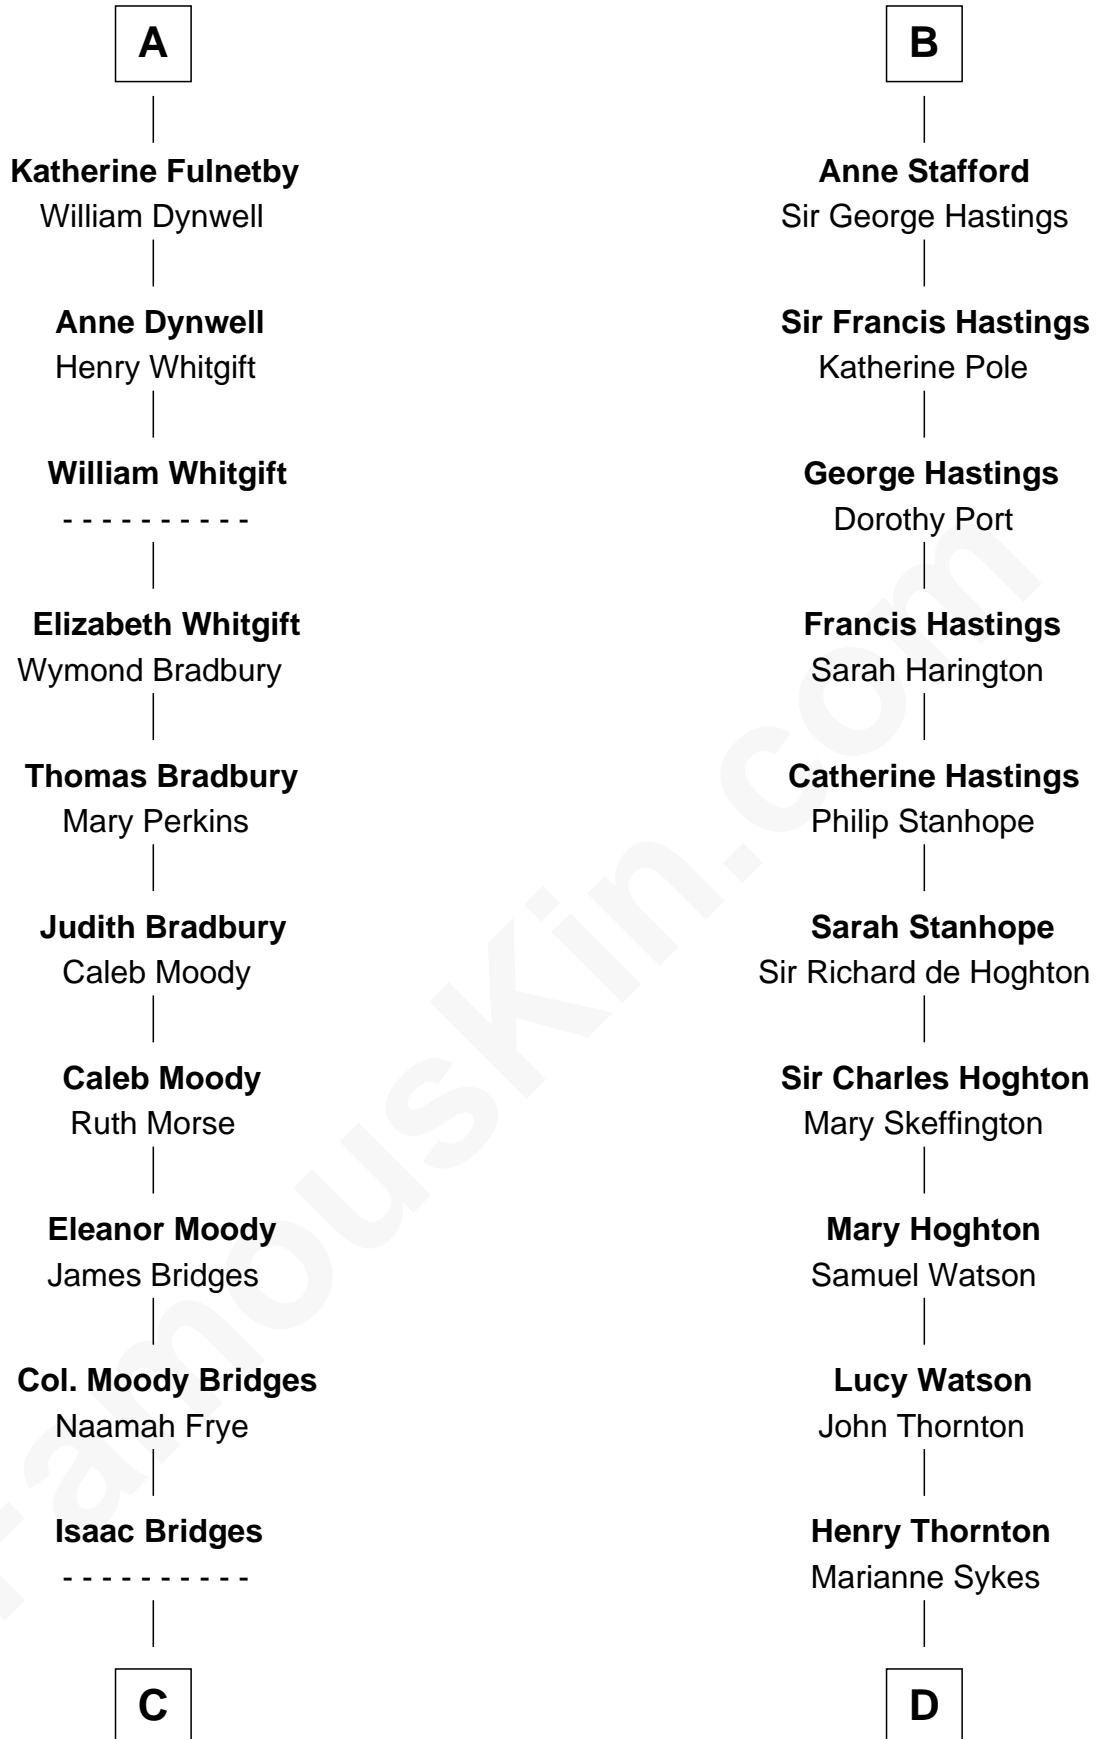 A
Katherine Fulnetby
William Dynwell
Anne Dynwell
Henry Whitgift
William Whitgift
- - - - - - - - - -
Elizabeth Whitgift
Wymond Bradbury
Thomas Bradbury
Mary Perkins
Judith Bradbury
Caleb Moody
Caleb Moody
Ruth Morse
Eleanor Moody
James Bridges
Col. Moody Bridges
Naamah Frye
Isaac Bridges
- - - - - - - - - -
C
B
Anne Stafford
Sir George Hastings
Sir Francis Hastings
Katherine Pole
George Hastings
Dorothy Port
Francis Hastings
Sarah Harington
Catherine Hastings
Philip Stanhope
Sarah Stanhope
Sir Richard de Hoghton
Sir Charles Hoghton
Mary Skeffington
Mary Hoghton
Samuel Watson
Lucy Watson
John Thornton
Henry Thornton
Marianne Sykes
D
FamousKin.com